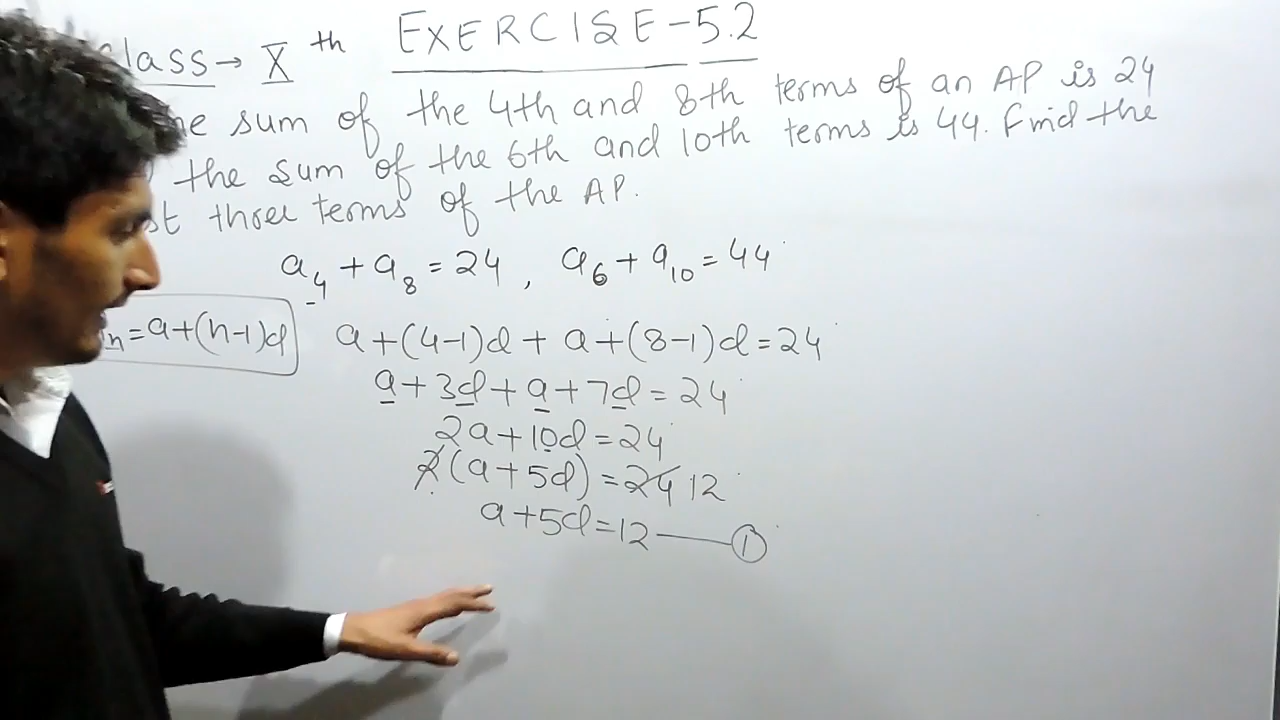 class → X th EXERCISE-5.2
sum of the 4th and 8th terms of an AP is 24
the sum of the 6th and 10th terms is 44. Find the
three terms of the AP.
a₄ + a₈ = 24 , a₆ + a₁₀ = 44
n = a+(n-1)d
a+(4-1)d + a+(8-1)d = 24
a + 3d + a + 7d = 24
2a + 10d = 24
2(a+5d) = 24 12
a+5d = 12 — ①